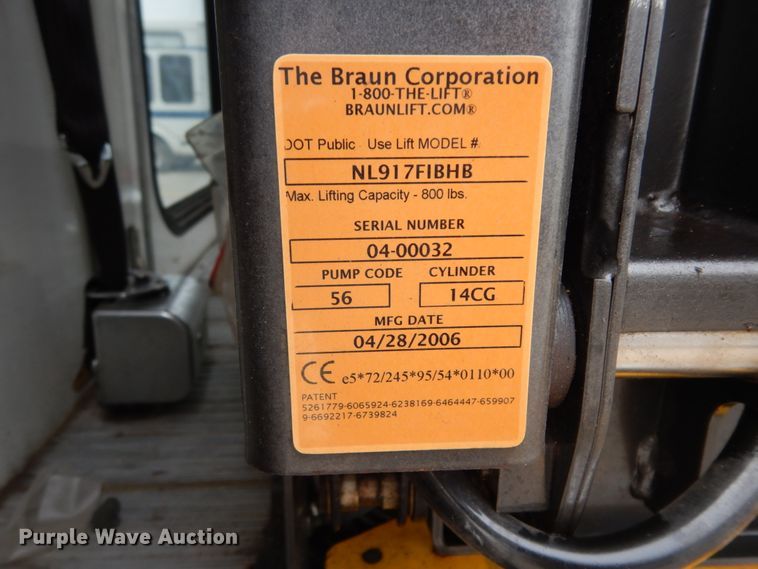 The Braun Corporation
1-800-THE-LIFT®
BRAUNLIFT.COM®
DOT Public Use Lift MODEL #
NL917FIBHB
Max. Lifting Capacity - 800 lbs.
SERIAL NUMBER
04-00032
PUMP CODE CYLINDER
56 14CG
MFG DATE
04/28/2006
CE e5*72/245*95/54*0110*00
PATENT
5261779-6065924-6238169-6464447-659907
9-6692217-6739824
Purple Wave Auction
purplewave.com